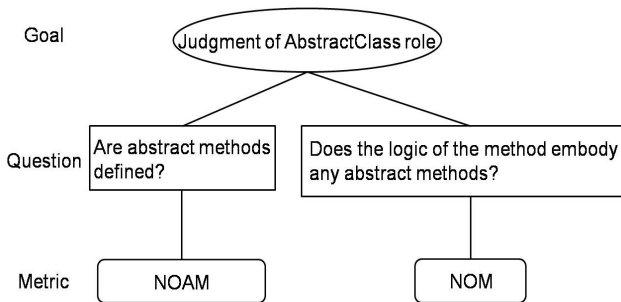 Goal
Judgment of AbstractClass role
Question
Are abstract methods
defined?
Does the logic of the method embody
any abstract methods?
Metric
NOAM
NOM